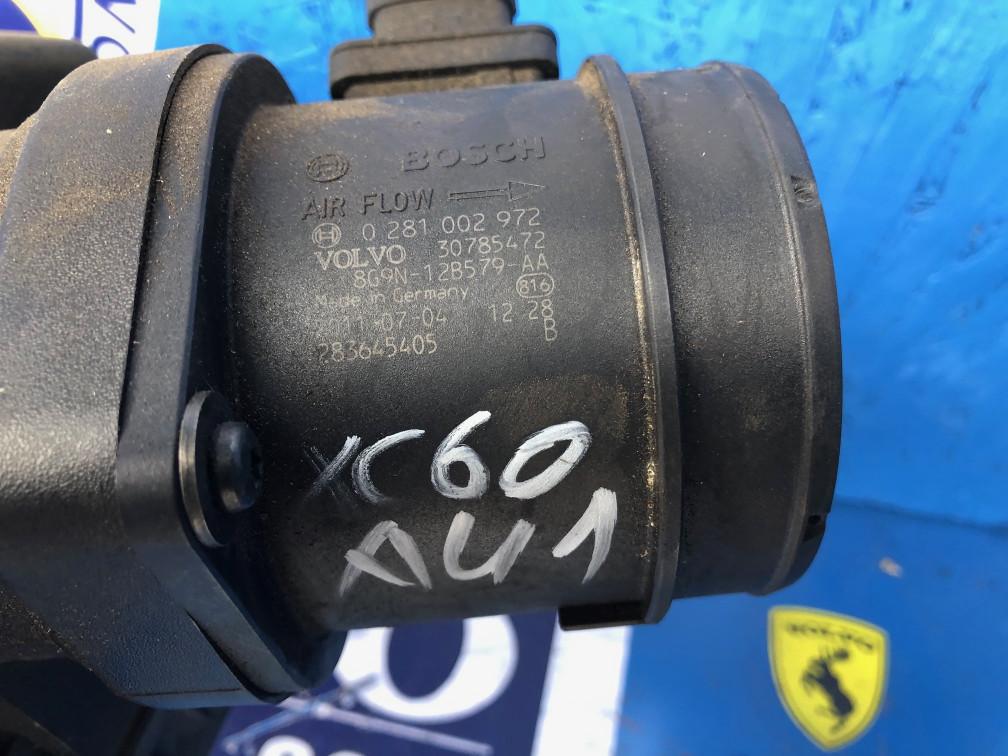 BOSCH
AIR FLOW
0 281 002 972
VOLVO 30785472
8G9N-12B579-AA
Made in Germany 816
2011-07-04 12 28
B
283645405
XC60